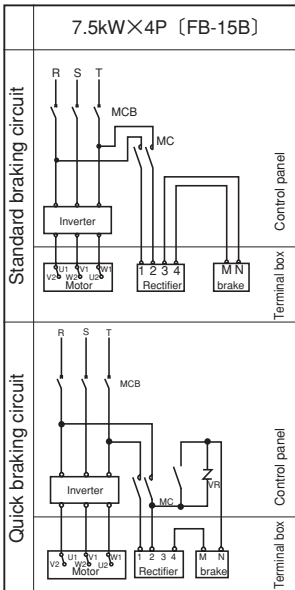 7.5kW×4P〔FB-15B〕
Standard braking circuit
R S T
MCB
MC
Inverter
Control panel
U1 V1 W1
V2 W2 U2
Motor
1 2 3 4
Rectifier
M N
brake
Terminal box
Quick braking circuit
R S T
MCB
VR
MC
Inverter
Control panel
U1 V1 W1
V2 W2 U2
Motor
1 2 3 4
Rectifier
M N
brake
Terminal box